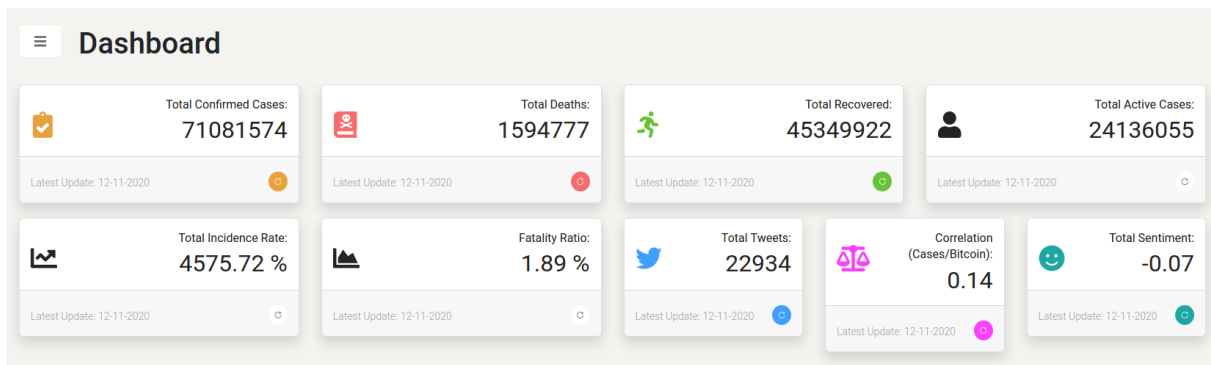 Dashboard
Total Confirmed Cases:
71081574
Latest Update: 12-11-2020
Total Deaths:
1594777
Latest Update: 12-11-2020
Total Recovered:
45349922
Latest Update: 12-11-2020
Total Active Cases:
24136055
Latest Update: 12-11-2020
Total Incidence Rate:
4575.72 %
Latest Update: 12-11-2020
Fatality Ratio:
1.89 %
Latest Update: 12-11-2020
Total Tweets:
22934
Latest Update: 12-11-2020
Correlation
(Cases/Bitcoin):
0.14
Latest Update: 12-11-2020
Total Sentiment:
-0.07
Latest Update: 12-11-2020